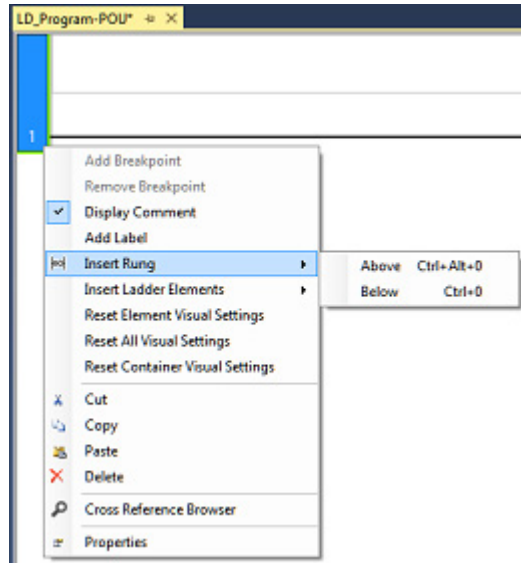 LD_Program-POU*
1
Add Breakpoint
Remove Breakpoint
Display Comment
Add Label
Insert Rung
Above Ctrl+Alt+0
Insert Ladder Elements
Below Ctrl+0
Reset Element Visual Settings
Reset All Visual Settings
Reset Container Visual Settings
Cut
Copy
Paste
Delete
Cross Reference Browser
Properties